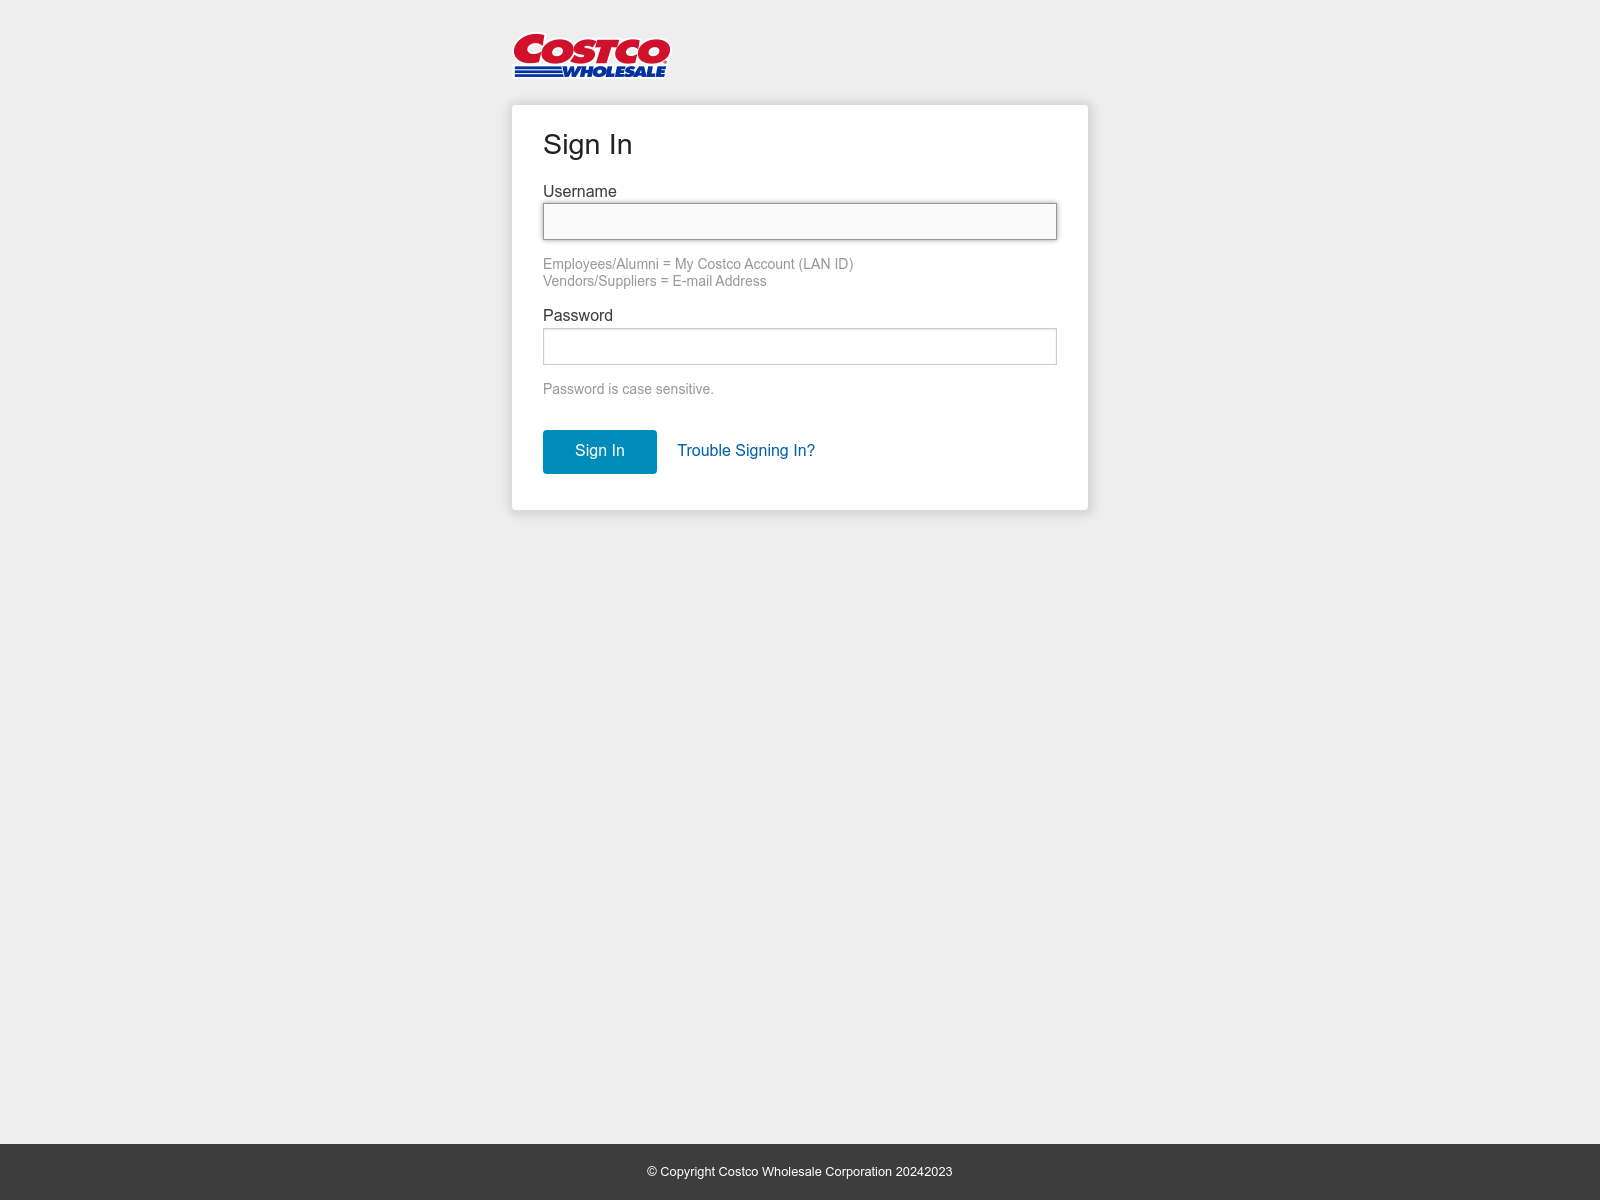 COSTCO
WHOLESALE
Sign In
Username
Employees/Alumni = My Costco Account (LAN ID)
Vendors/Suppliers = E-mail Address
Password
Password is case sensitive.
Sign In
Trouble Signing In?
© Copyright Costco Wholesale Corporation 20242023